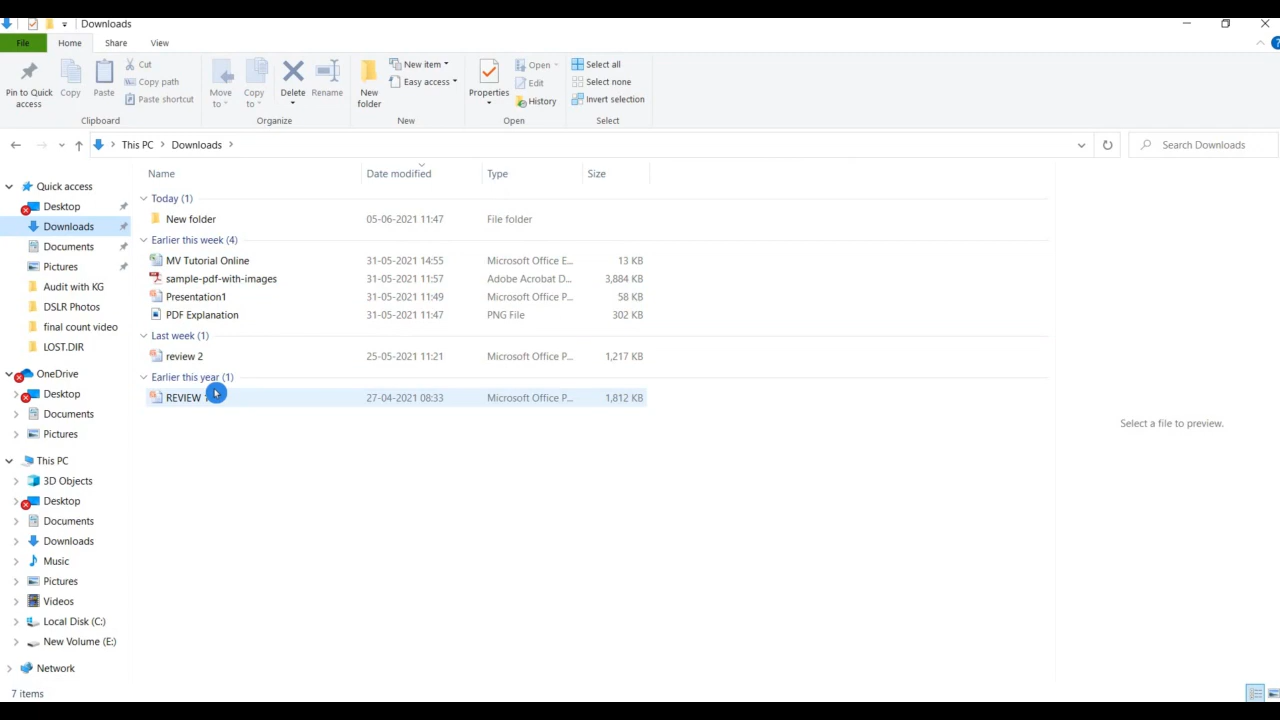 Downloads
File Home Share View
Pin to Quick access
Copy
Paste
Cut
Copy path
Paste shortcut
Clipboard
Move to
Copy to
Delete
Rename
Organize
New folder
New item
Easy access
New
Properties
Open
Edit
History
Open
Select all
Select none
Invert selection
Select
This PC Downloads
Search Downloads
Quick access
Desktop
Downloads
Documents
Pictures
Audit with KG
DSLR Photos
final count video
LOST.DIR
OneDrive
Desktop
Documents
Pictures
This PC
3D Objects
Desktop
Documents
Downloads
Music
Pictures
Videos
Local Disk (C:)
New Volume (E:)
Network
Name Date modified Type Size
Today (1)
New folder 05-06-2021 11:47 File folder
Earlier this week (4)
MV Tutorial Online 31-05-2021 14:55 Microsoft Office E... 13 KB
sample-pdf-with-images 31-05-2021 11:57 Adobe Acrobat D... 3,884 KB
Presentation1 31-05-2021 11:49 Microsoft Office P... 58 KB
PDF Explanation 31-05-2021 11:47 PNG File 302 KB
Last week (1)
review 2 25-05-2021 11:21 Microsoft Office P... 1,217 KB
Earlier this year (1)
REVIEW 27-04-2021 08:33 Microsoft Office P... 1,812 KB
Select a file to preview.
7 items